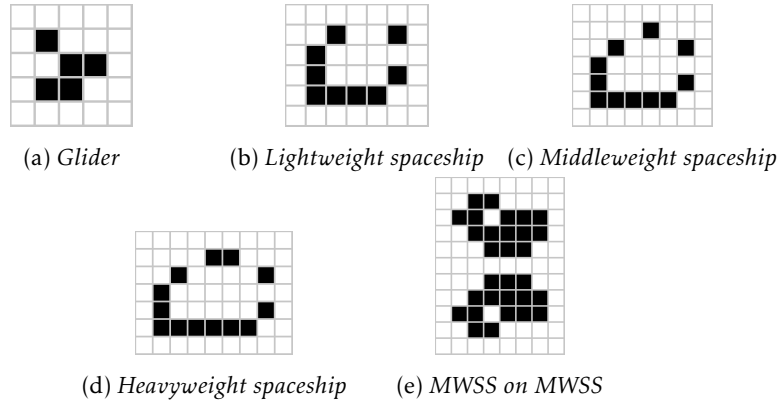 (a) Glider
(b) Lightweight spaceship
(c) Middleweight spaceship
(d) Heavyweight spaceship
(e) MWSS on MWSS